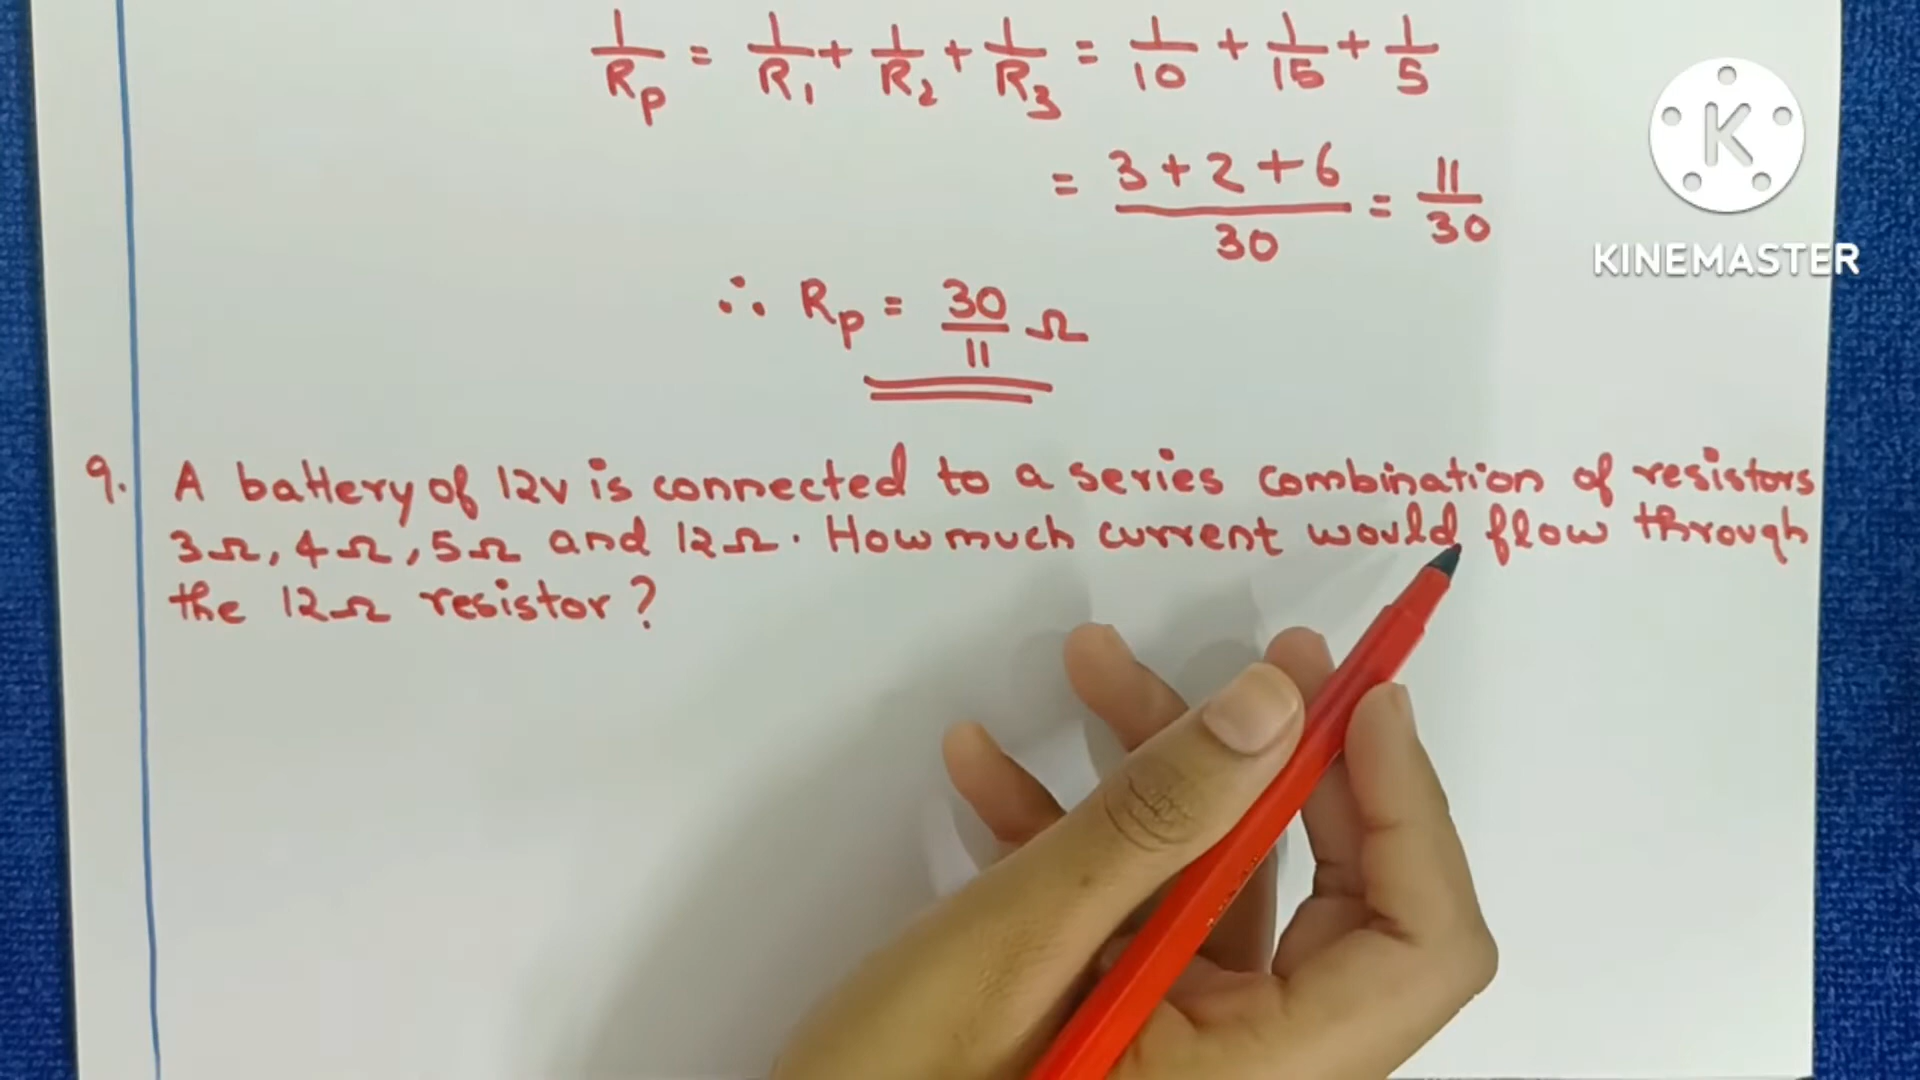 1/Rp = 1/R1 + 1/R2 + 1/R3 = 1/10 + 1/15 + 1/5
= 3+2+6/30 = 11/30
K
KINEMASTER
∴ Rp = 30/11 Ω
9. A battery of 12V is connected to a series combination of resistors
3Ω, 4Ω, 5Ω and 12Ω. How much current would flow through
the 12Ω resistor?